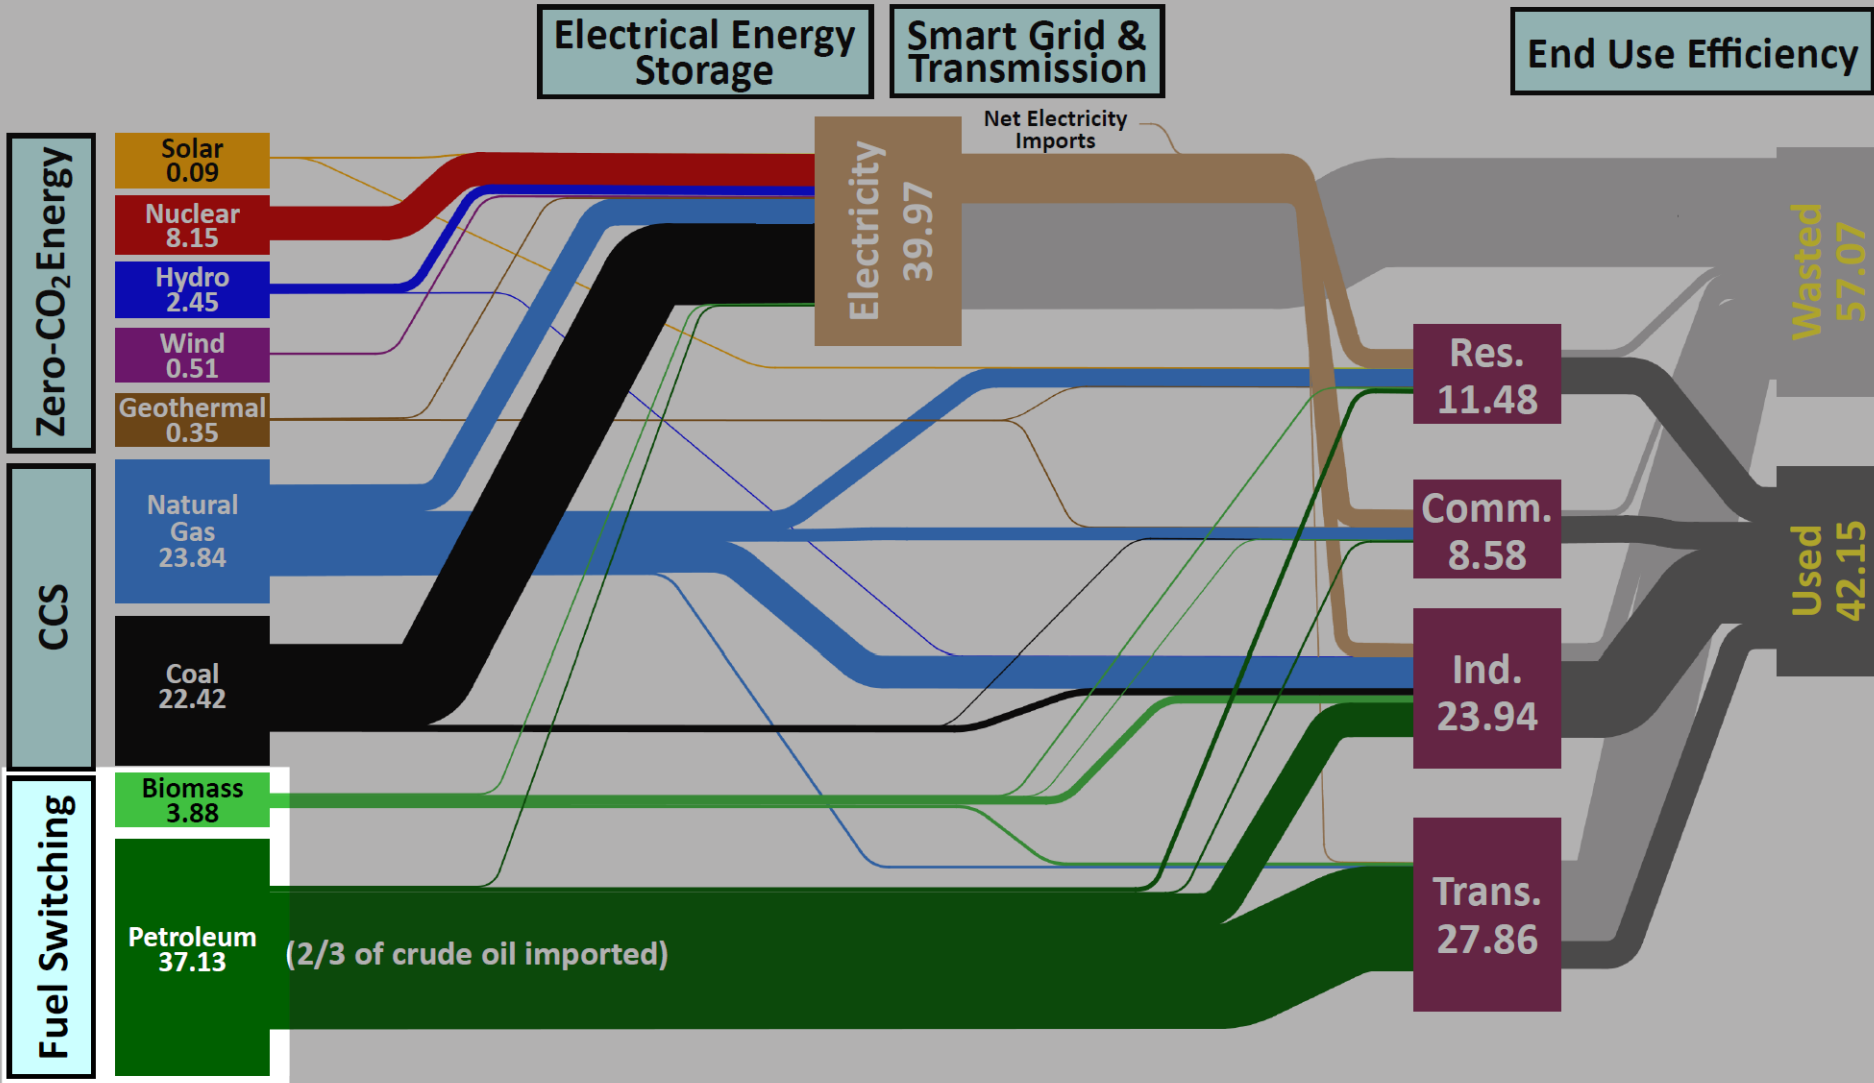 Electrical Energy
Storage
Smart Grid &
Transmission
End Use Efficiency
Net Electricity
Imports
Zero-CO₂Energy
Solar
0.09
Nuclear
8.15
Hydro
2.45
Wind
0.51
Geothermal
0.35
CCS
Natural
Gas
23.84
Coal
22.42
Fuel Switching
Biomass
3.88
Petroleum
37.13
(2/3 of crude oil imported)
Electricity
39.97
Res.
11.48
Comm.
8.58
Ind.
23.94
Trans.
27.86
Wasted
57.07
Used
42.15